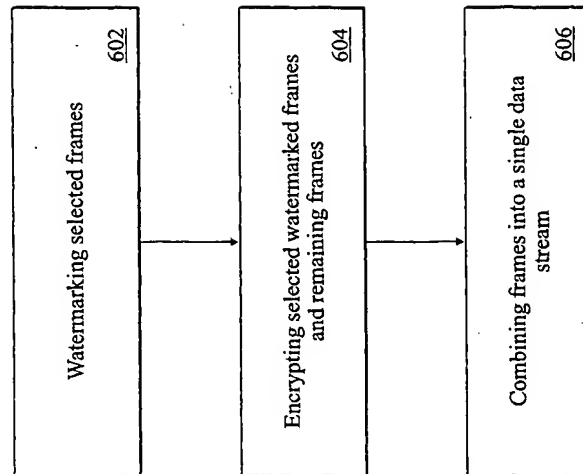 Watermarking selected frames
602
Encrypting selected watermarked frames
and remaining frames
604
Combining frames into a single data
stream
606